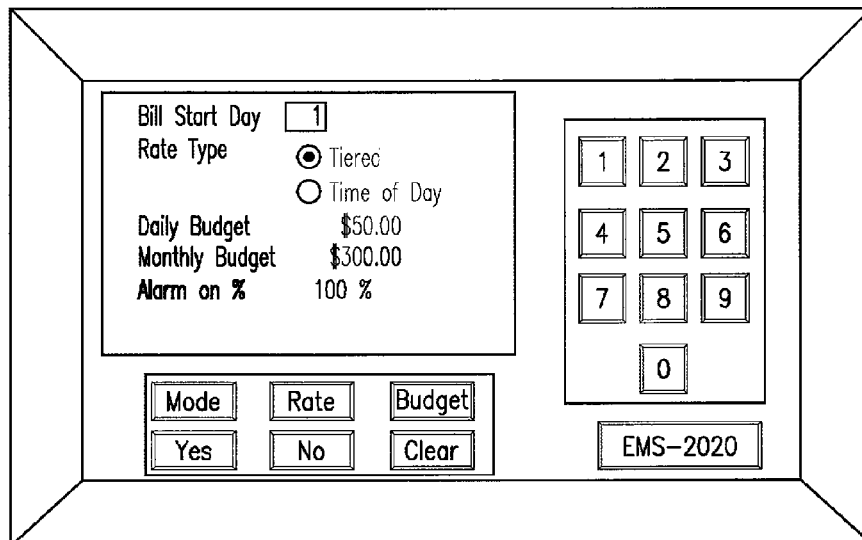 Bill Start Day 1
Rate Type
Tiered
Time of Day
Daily Budget $50.00
Monthly Budget $300.00
Alarm on % 100 %
1 2 3
4 5 6
7 8 9
0
Mode Rate Budget
Yes No Clear
EMS-2020